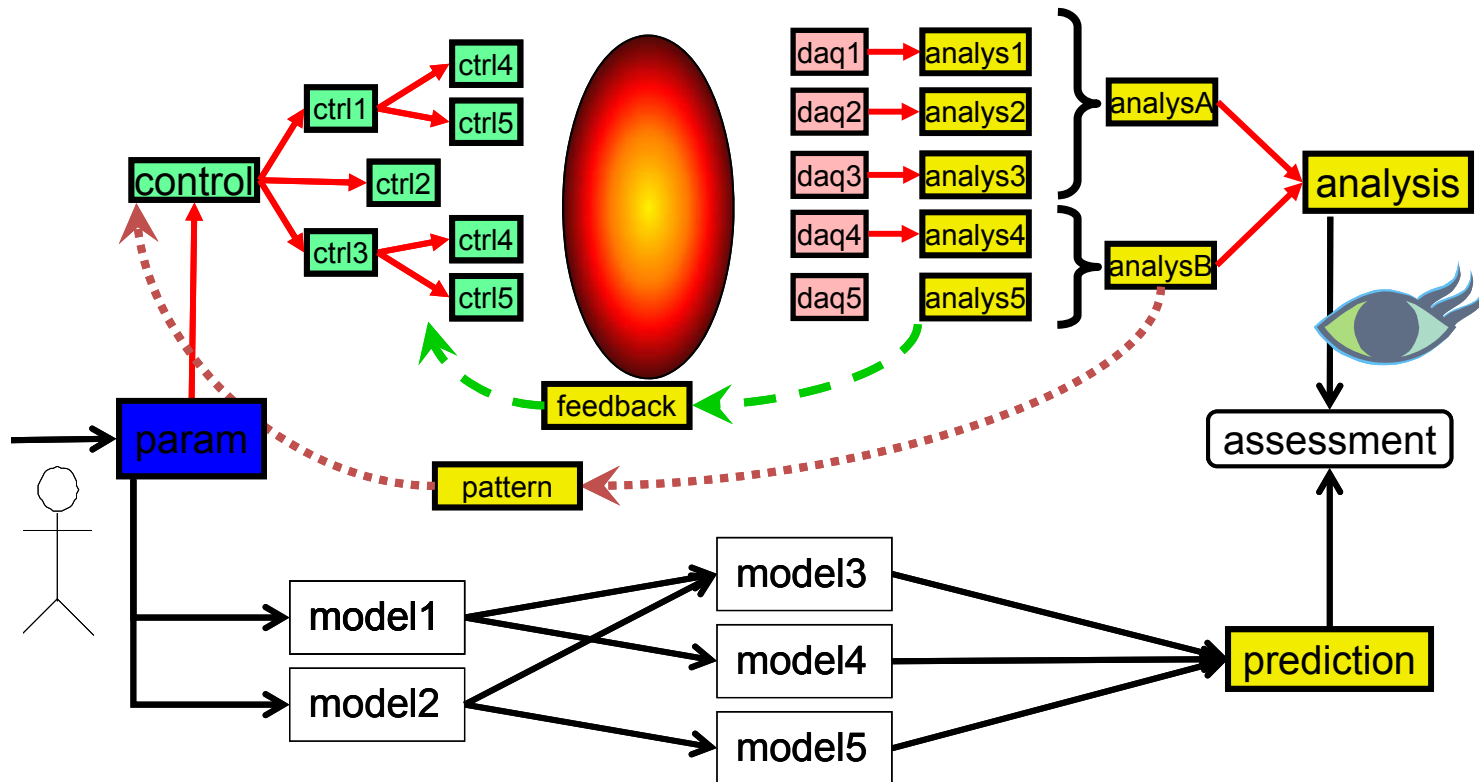 ctrl4
ctrl1
ctrl5
control
ctrl2
ctrl4
ctrl3
ctrl5
daq1
analys1
daq2
analys2
daq3
analys3
daq4
analys4
daq5
analys5
analysA
analysB
analysis
feedback
param
pattern
assessment
model1
model2
model3
model4
model5
prediction